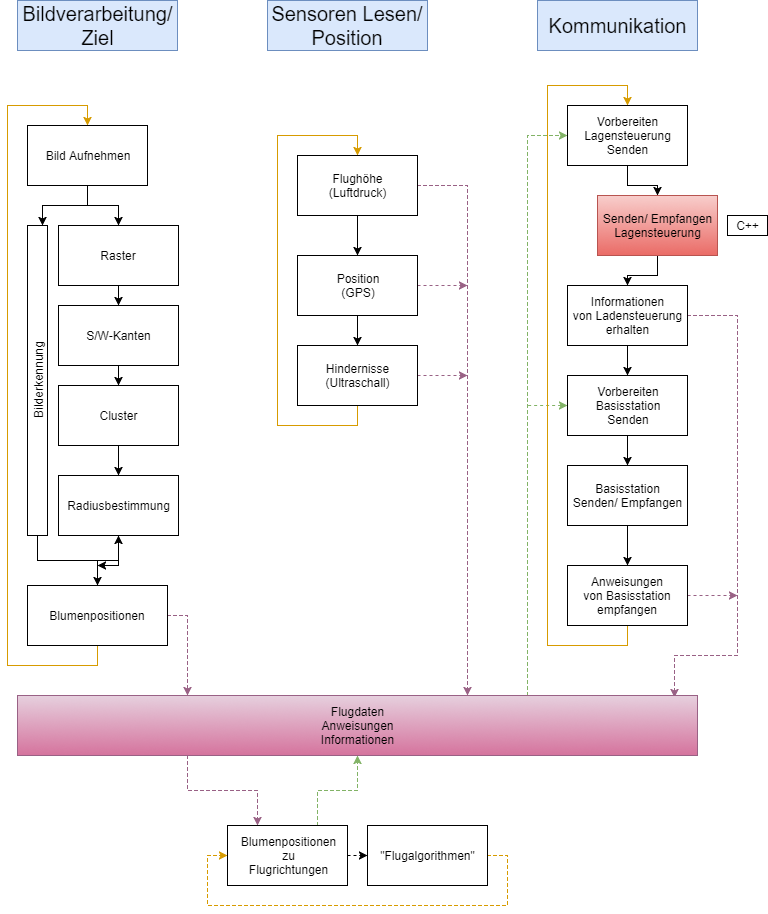 Bildverarbeitung/
Ziel
Sensoren Lesen/
Position
Kommunikation
Bild Aufnehmen
Bilderkennung
Raster
S/W-Kanten
Cluster
Radiusbestimmung
Blumenpositionen
Flughöhe
(Luftdruck)
Position
(GPS)
Hindernisse
(Ultraschall)
Vorbereiten
Lagensteuerung
Senden
Senden/ Empfangen
Lagensteuerung
C++
Informationen
von Ladensteuerung
erhalten
Vorbereiten
Basisstation
Senden
Basisstation
Senden/ Empfangen
Anweisungen
von Basisstation
empfangen
Flugdaten
Anweisungen
Informationen
Blumenpositionen
zu
Flugrichtungen
"Flugalgorithmen"